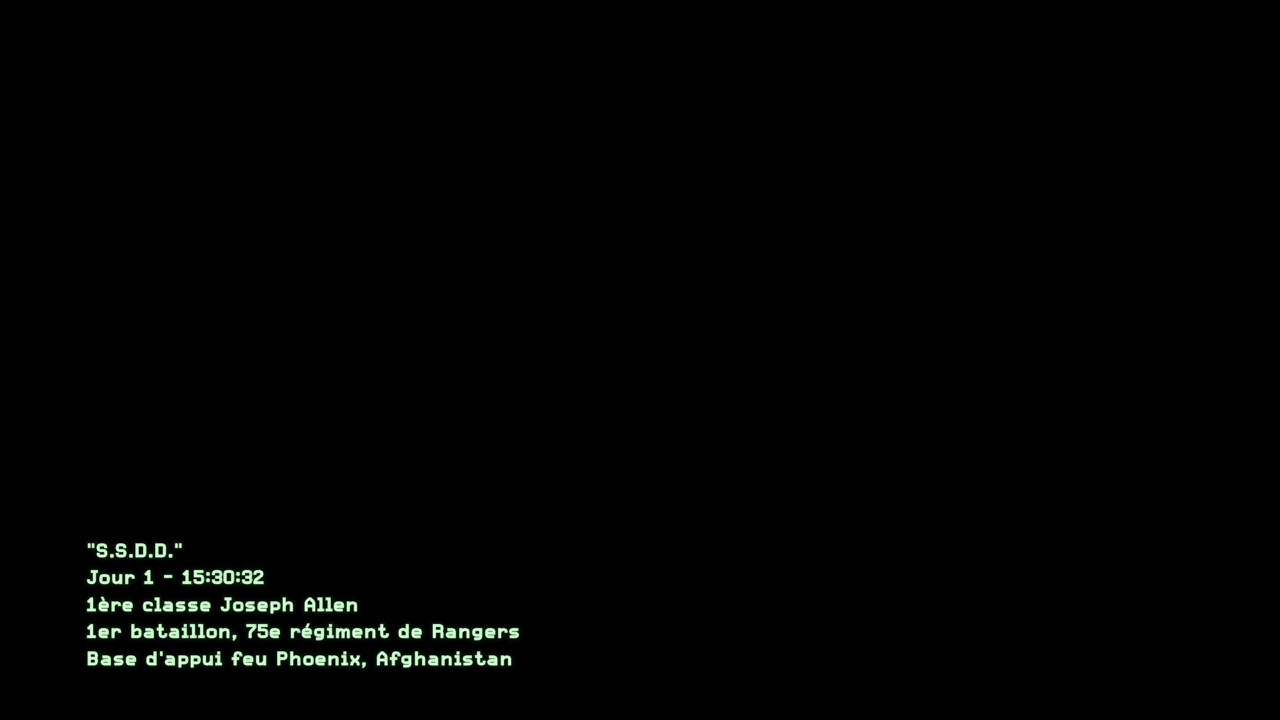 "S.S.D.D."
Jour 1 - 15:30:32
1ère classe Joseph Allen
1er bataillon, 75e régiment de Rangers
Base d'appui feu Phoenix, Afghanistan